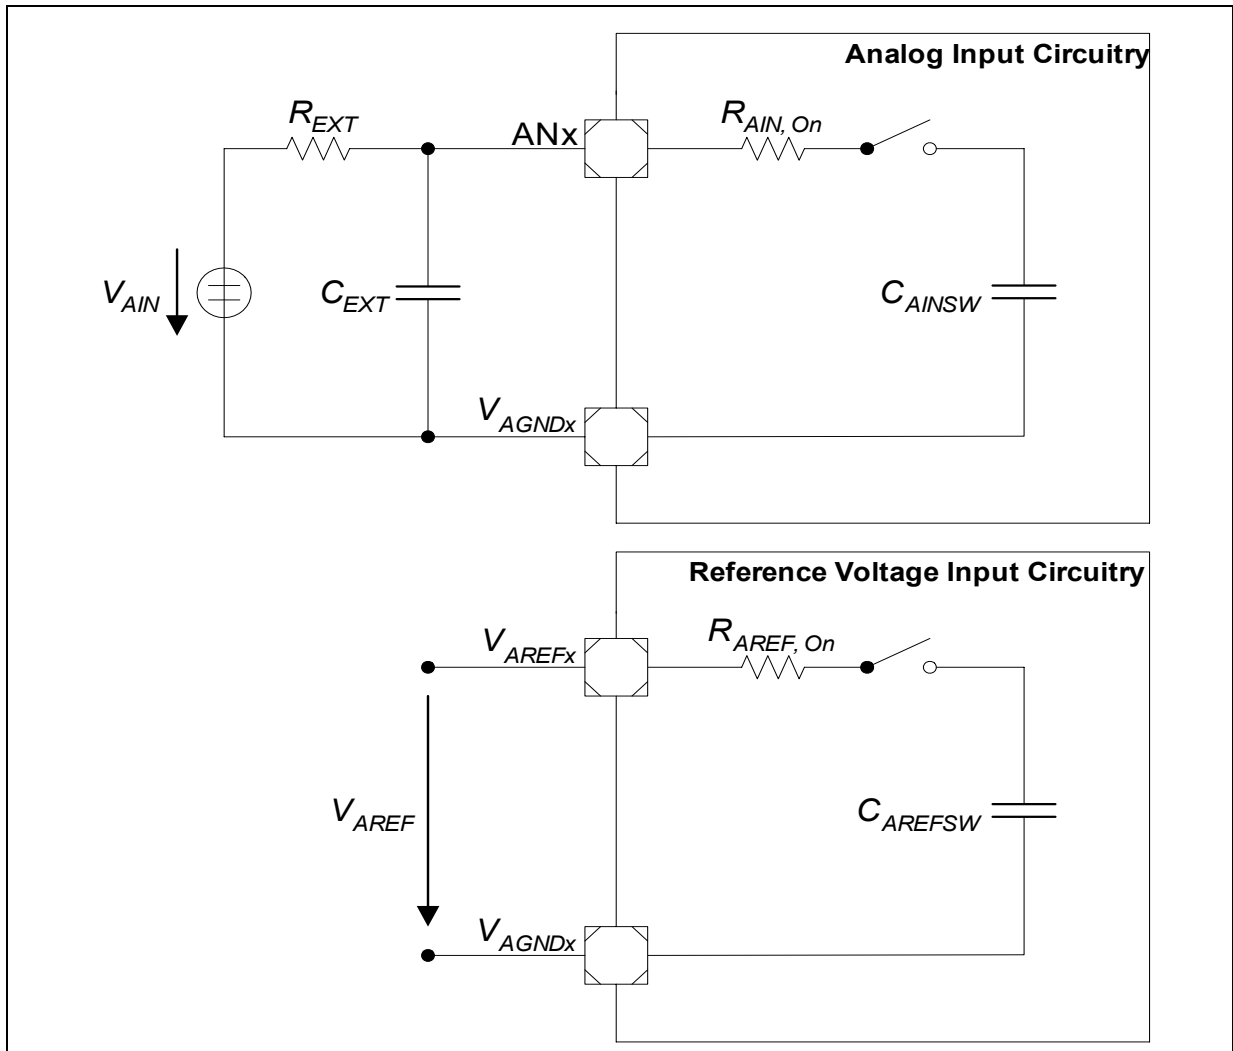 Analog Input Circuitry
R_EXT
ANx
R_AIN, On
V_AIN
C_EXT
C_AINSW
V_AGNDx
Reference Voltage Input Circuitry
V_AREFx
R_AREF, On
V_AREF
C_AREFSW
V_AGNDx